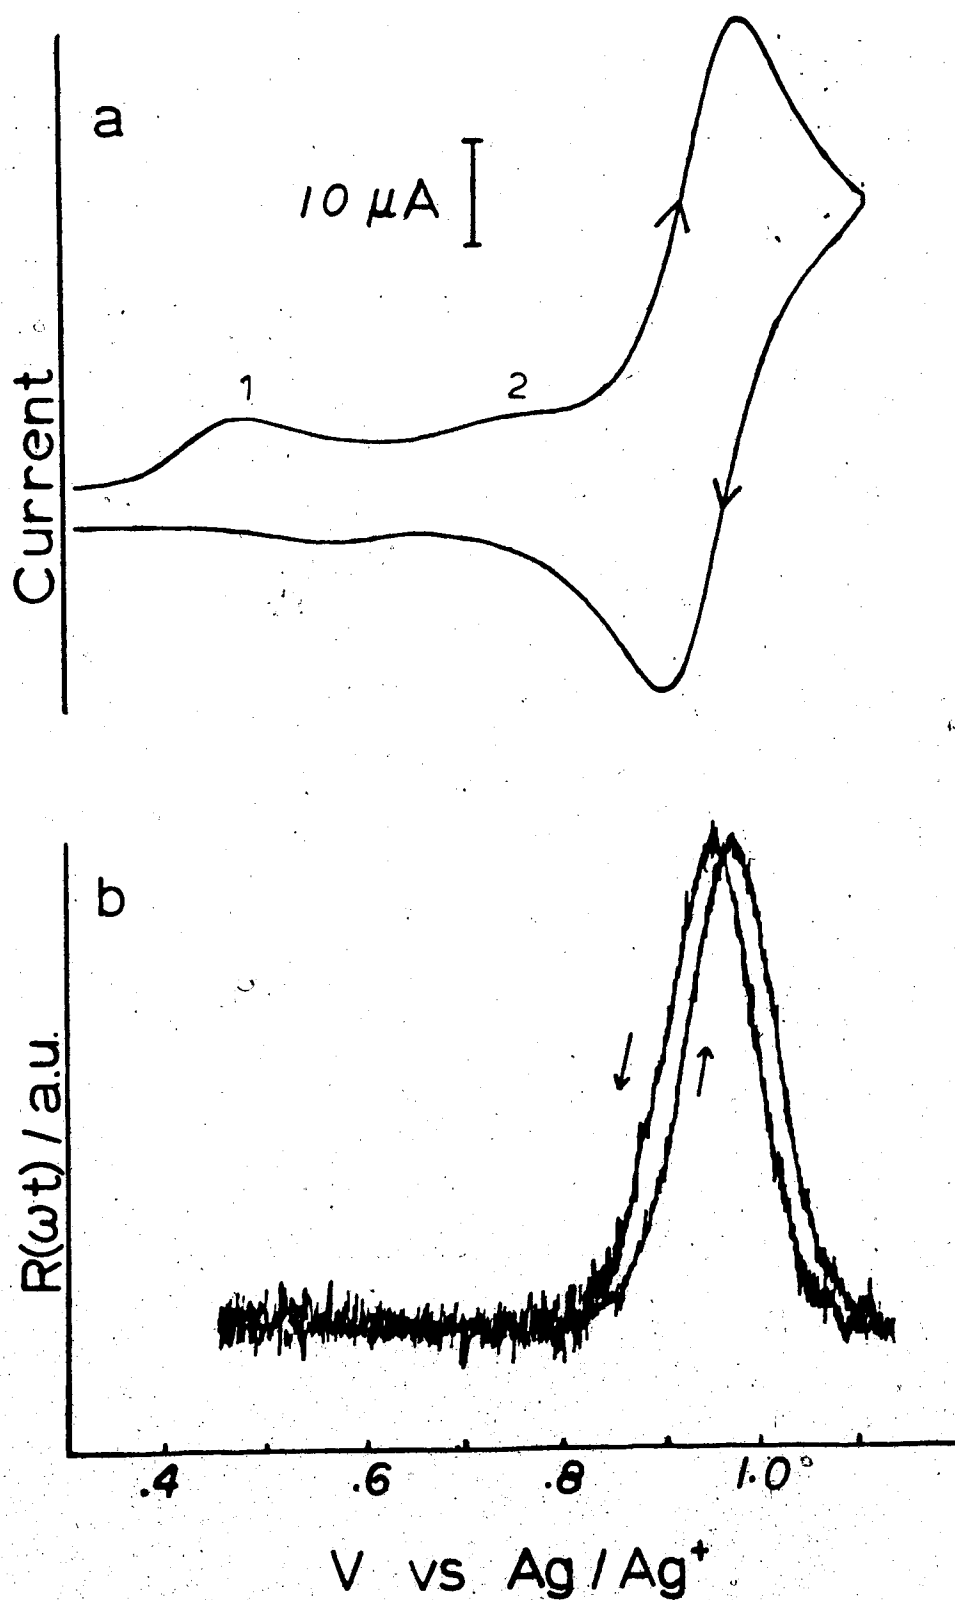 a
10 μA
1
2
Current
b
R(ωt) / a.u.
.4 .6 .8 1.0
V vs Ag / Ag⁺